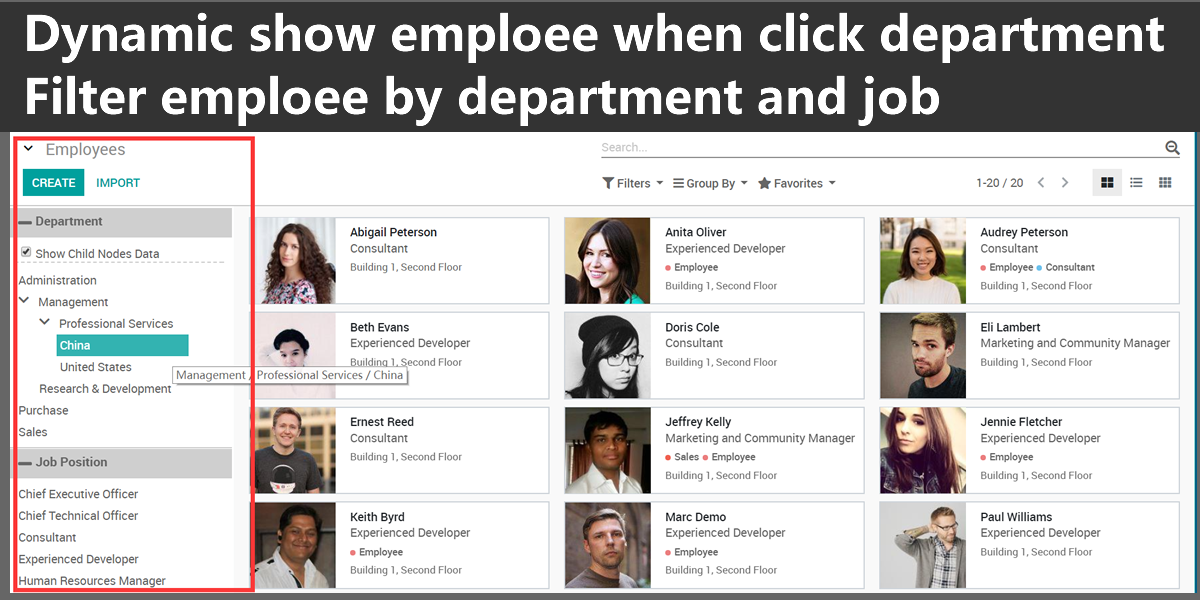 Dynamic show emploee when click department
Filter emploee by department and job
Employees
Search...
CREATE IMPORT
Filters Group By Favorites 1-20 / 20
Department
Show Child Nodes Data
Administration
Management
Professional Services
China
United States
Management / Professional Services / China
Research & Development
Purchase
Sales
Job Position
Chief Executive Officer
Chief Technical Officer
Consultant
Experienced Developer
Human Resources Manager
Abigail Peterson
Consultant
Building 1, Second Floor
Anita Oliver
Experienced Developer
Employee
Building 1, Second Floor
Audrey Peterson
Consultant
Employee Consultant
Building 1, Second Floor
Beth Evans
Experienced Developer
Building 1, Second Floor
Doris Cole
Consultant
Building 1, Second Floor
Eli Lambert
Marketing and Community Manager
Building 1, Second Floor
Ernest Reed
Consultant
Building 1, Second Floor
Jeffrey Kelly
Marketing and Community Manager
Sales Employee
Building 1, Second Floor
Jennie Fletcher
Experienced Developer
Employee
Building 1, Second Floor
Keith Byrd
Experienced Developer
Employee
Building 1, Second Floor
Marc Demo
Experienced Developer
Employee
Building 1, Second Floor
Paul Williams
Experienced Developer
Building 1, Second Floor